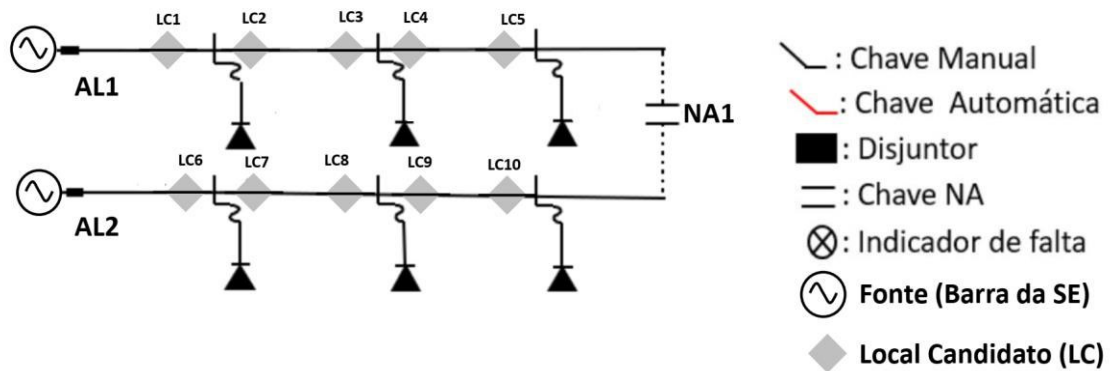 LC1 LC2 LC3 LC4 LC5
AL1
NA1
LC6 LC7 LC8 LC9 LC10
AL2
: Chave Manual
: Chave Automática
: Disjuntor
: Chave NA
: Indicador de falta
Fonte (Barra da SE)
Local Candidato (LC)